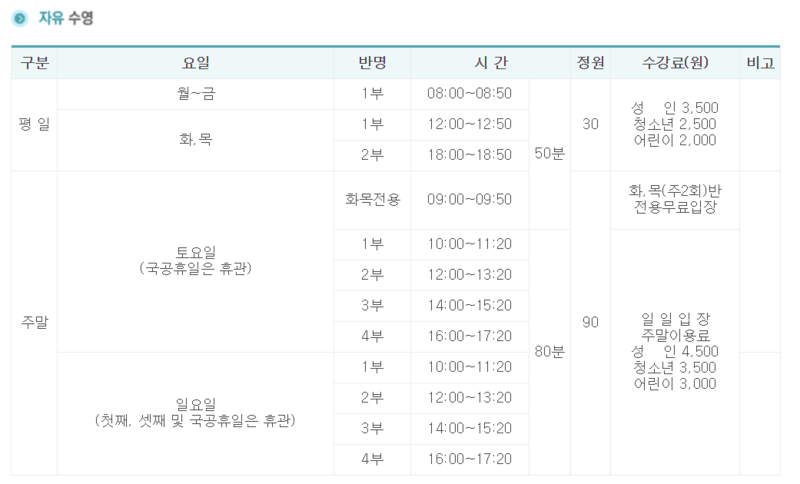 자유 수영
구분 요일 반명 시 간 정원 수강료(원) 비고
평 일
월~금 1부 08:00~08:50
화,목 1부 12:00~12:50
2부 18:00~18:50
50분
30
성 인 3,500
청소년 2,500
어린이 2,000
주말
토요일
(국공휴일은 휴관)
화목전용 09:00~09:50
화,목(주2회)반
전용무료입장
1부 10:00~11:20
2부 12:00~13:20
3부 14:00~15:20
4부 16:00~17:20
일요일
(첫째, 셋째 및 국공휴일은 휴관)
1부 10:00~11:20
2부 12:00~13:20
3부 14:00~15:20
4부 16:00~17:20
80분
90
일 일 입 장
주말이용료
성 인 4,500
청소년 3,500
어린이 3,000